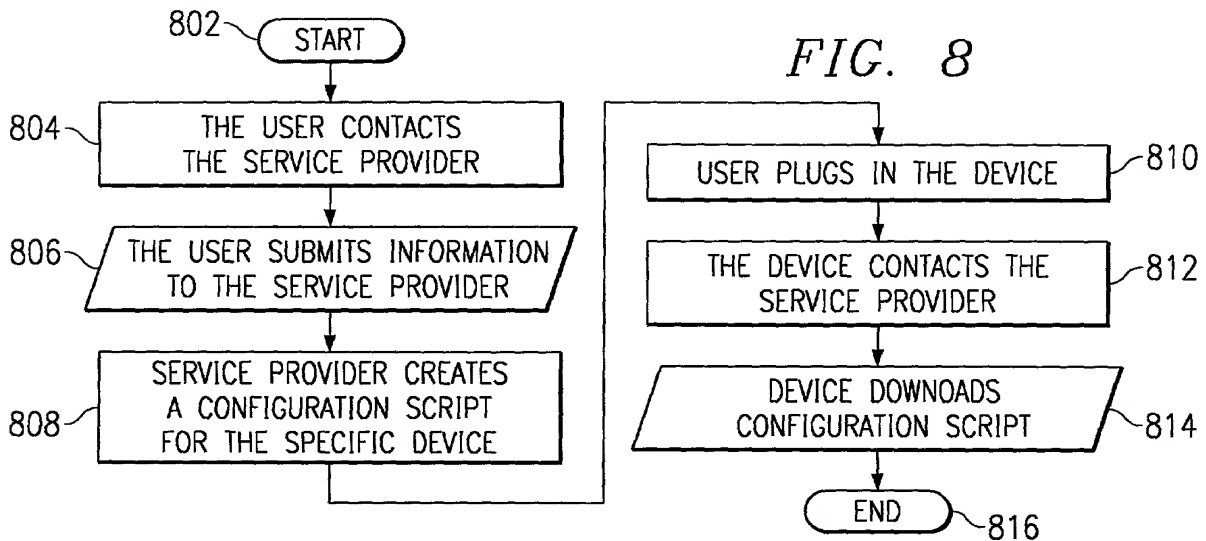 FIG. 8
802
START
804
THE USER CONTACTS
THE SERVICE PROVIDER
806
THE USER SUBMITS INFORMATION
TO THE SERVICE PROVIDER
808
SERVICE PROVIDER CREATES
A CONFIGURATION SCRIPT
FOR THE SPECIFIC DEVICE
USER PLUGS IN THE DEVICE
810
THE DEVICE CONTACTS THE
SERVICE PROVIDER
812
DEVICE DOWNOADS
CONFIGURATION SCRIPT
814
END
816